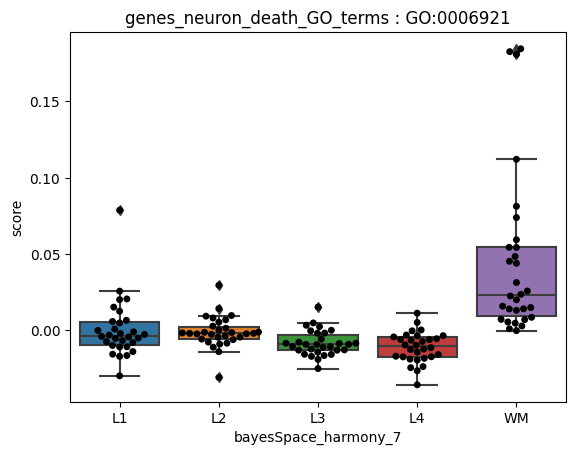 genes_neuron_death_GO_terms : GO:0006921
0.15
0.10
0.05
0.00
score
L1 L2 L3 L4 WM
bayesSpace_harmony_7